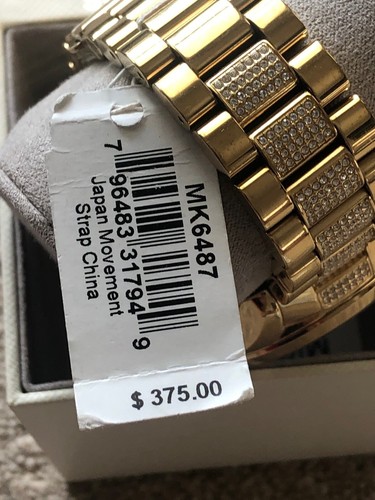 MK6487
7 96483 31794 9
Japan Movement
Strap China
$ 375.00